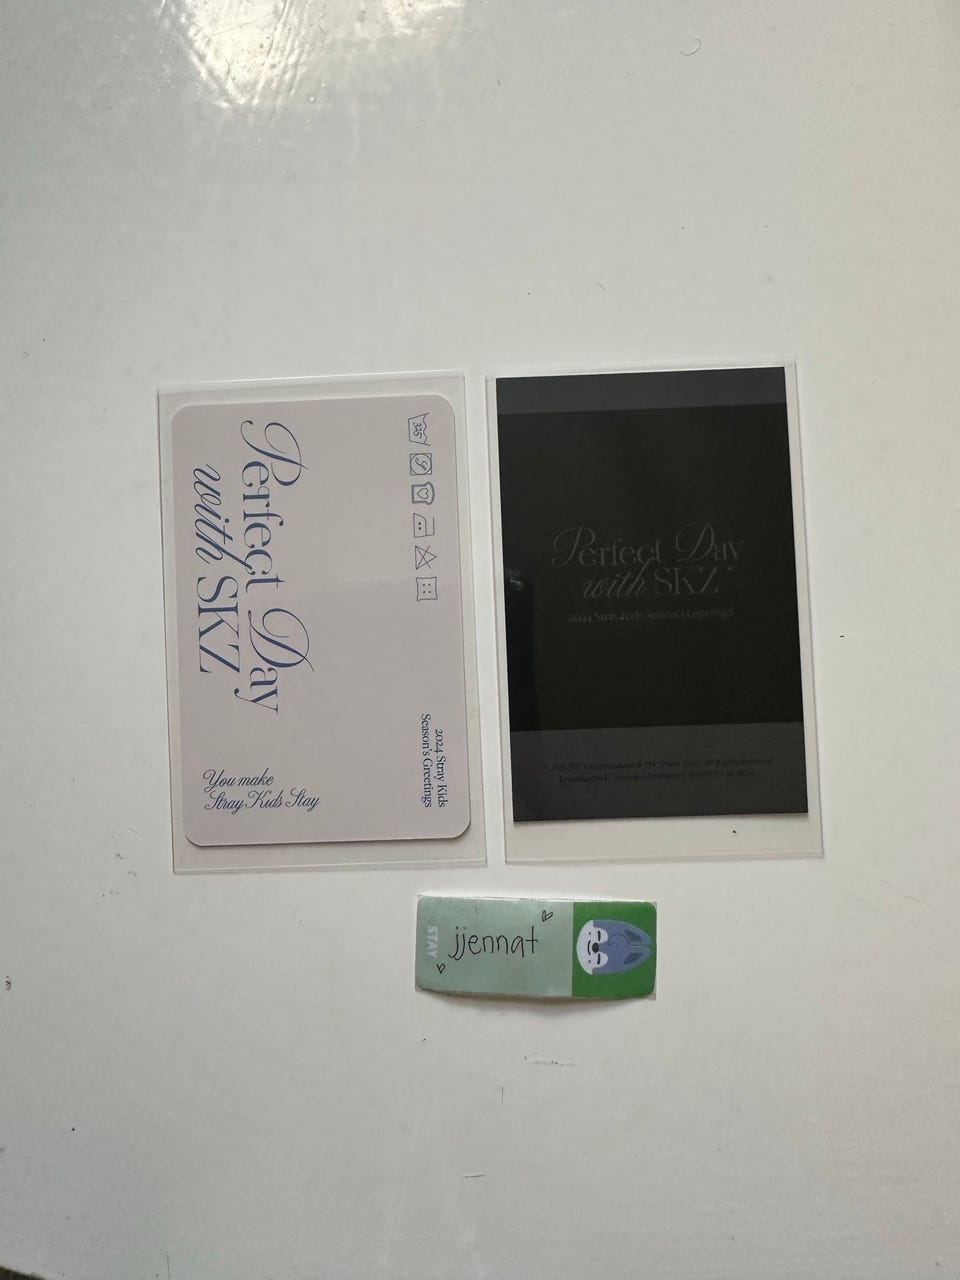 Perfect Day
with SKZ
You make
Stray Kids Stay
2024 Stray Kids
Season's Greetings
Perfect Day
with SKZ
2024 Stray Kids Season's Greetings
STAY
jjennat